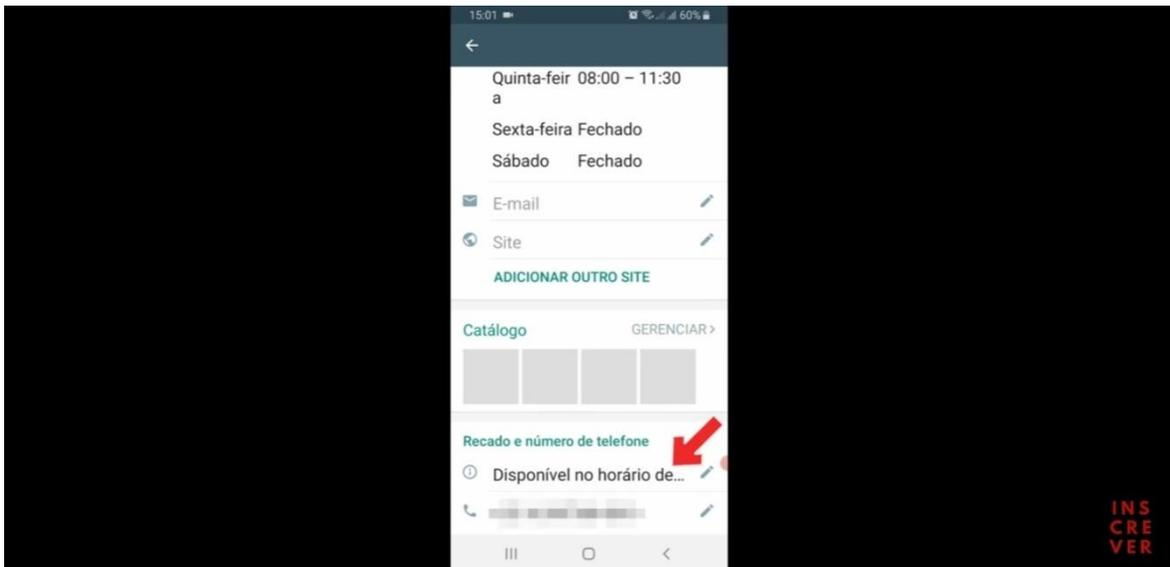 15:01 60%
Quinta-feir 08:00 – 11:30
a
Sexta-feira Fechado
Sábado Fechado
E-mail
Site
ADICIONAR OUTRO SITE
Catálogo GERENCIAR >
Recado e número de telefone
Disponível no horário de...
INS
CRE
VER